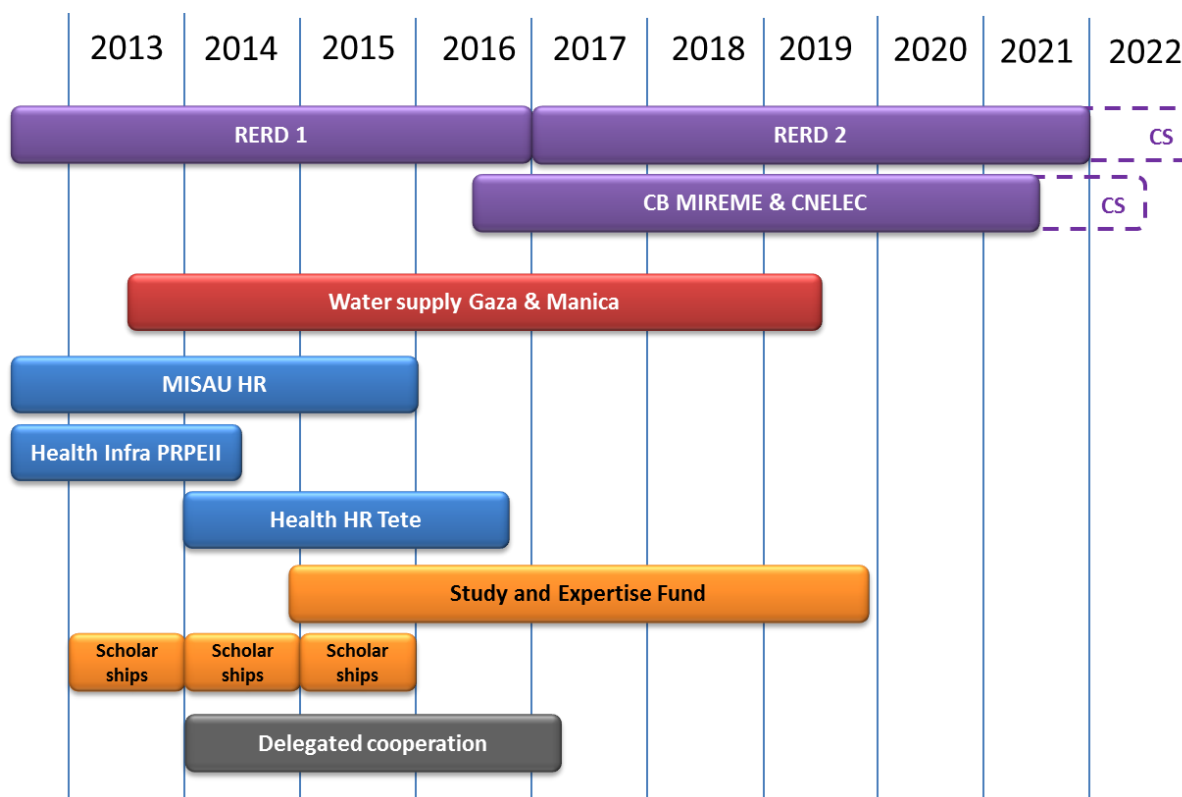 2013 2014 2015 2016 2017 2018 2019 2020 2021 2022
RERD 1 RERD 2 CS
CB MIREME & CNELEC CS
Water supply Gaza & Manica
MISAU HR
Health Infra PRPEII
Health HR Tete
Study and Expertise Fund
Scholar Scholar Scholar
ships ships ships
Delegated cooperation